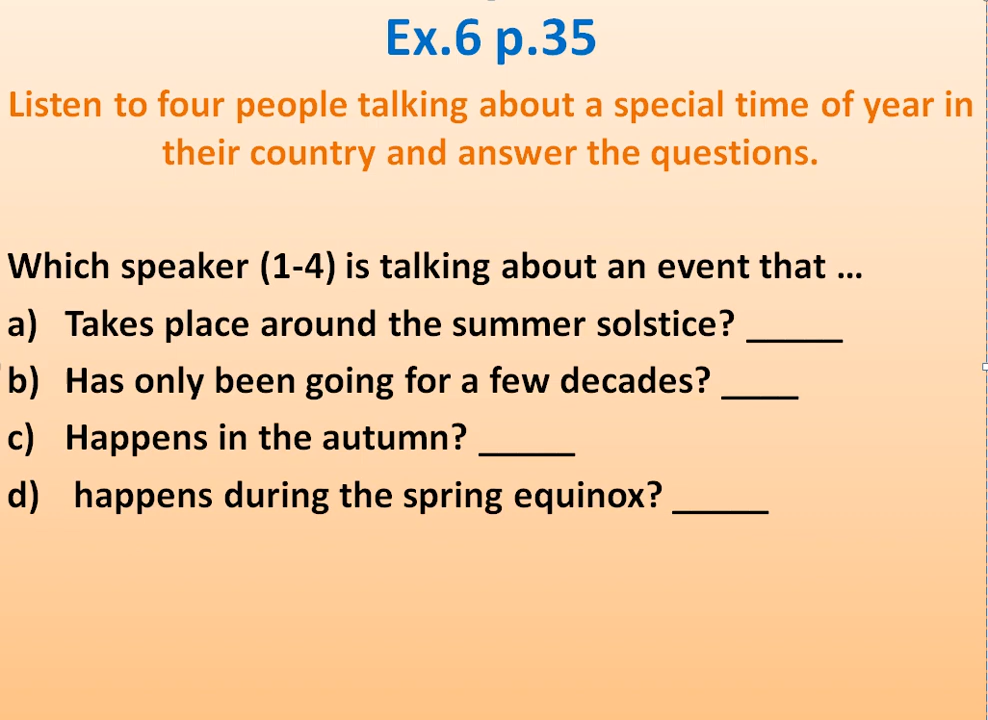 Ex.6 p.35
Listen to four people talking about a special time of year in
their country and answer the questions.
Which speaker (1-4) is talking about an event that ...
a) Takes place around the summer solstice? _____
b) Has only been going for a few decades? ____
c) Happens in the autumn? _____
d) happens during the spring equinox? _____